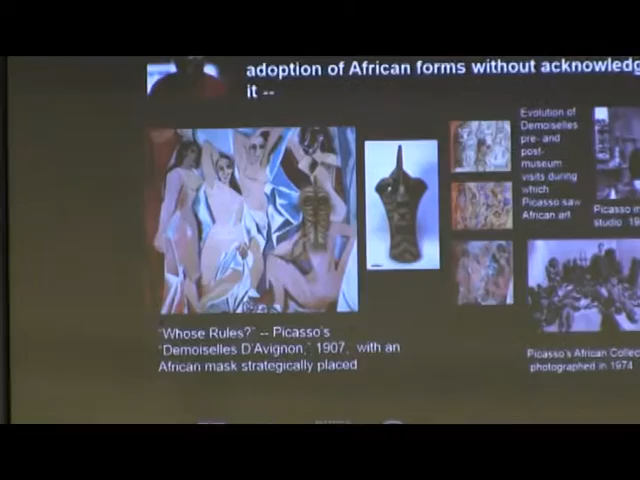 adoption of African forms without acknowledg
it --
Evolution of
Demoiselles
pre- and
post-
museum
visits during
which
Picasso saw
African art
Picasso in
studio, 19
"Whose Rules?" -- Picasso's
"Demoiselles D'Avignon," 1907, with an
African mask strategically placed
Picasso's African Collec
photographed in 1974